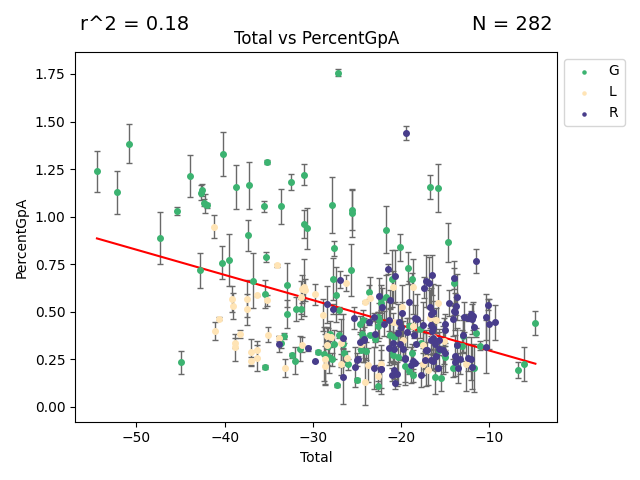 r^2 = 0.18 N = 282
Total vs PercentGpA
PercentGpA
1.75
1.50
1.25
1.00
0.75
0.50
0.25
0.00
−50 −40 −30 −20 −10
Total
G
L
R